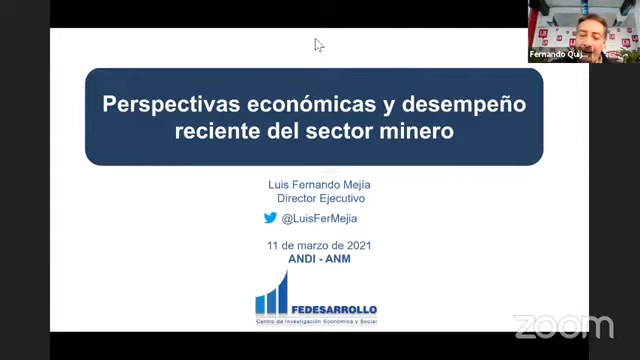 Perspectivas económicas y desempeño
reciente del sector minero
Luis Fernando Mejía
Director Ejecutivo
@LuisFerMejia
11 de marzo de 2021
ANDI - ANM
FEDESARROLLO
Centro de Investigación Económica y Social
Fernando Quij...
zoom